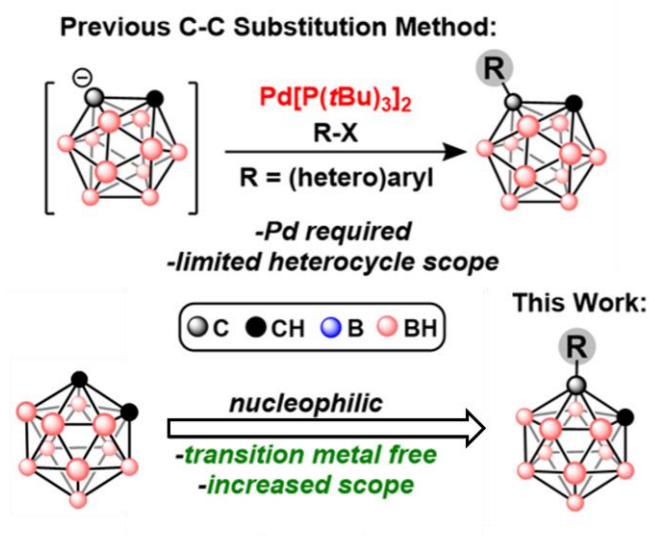 Previous C-C Substitution Method:
⊖
R
Pd[P(tBu)3]2
R-X
R = (hetero)aryl
-Pd required
-limited heterocycle scope
This Work:
C CH B BH
R
nucleophilic
-transition metal free
-increased scope